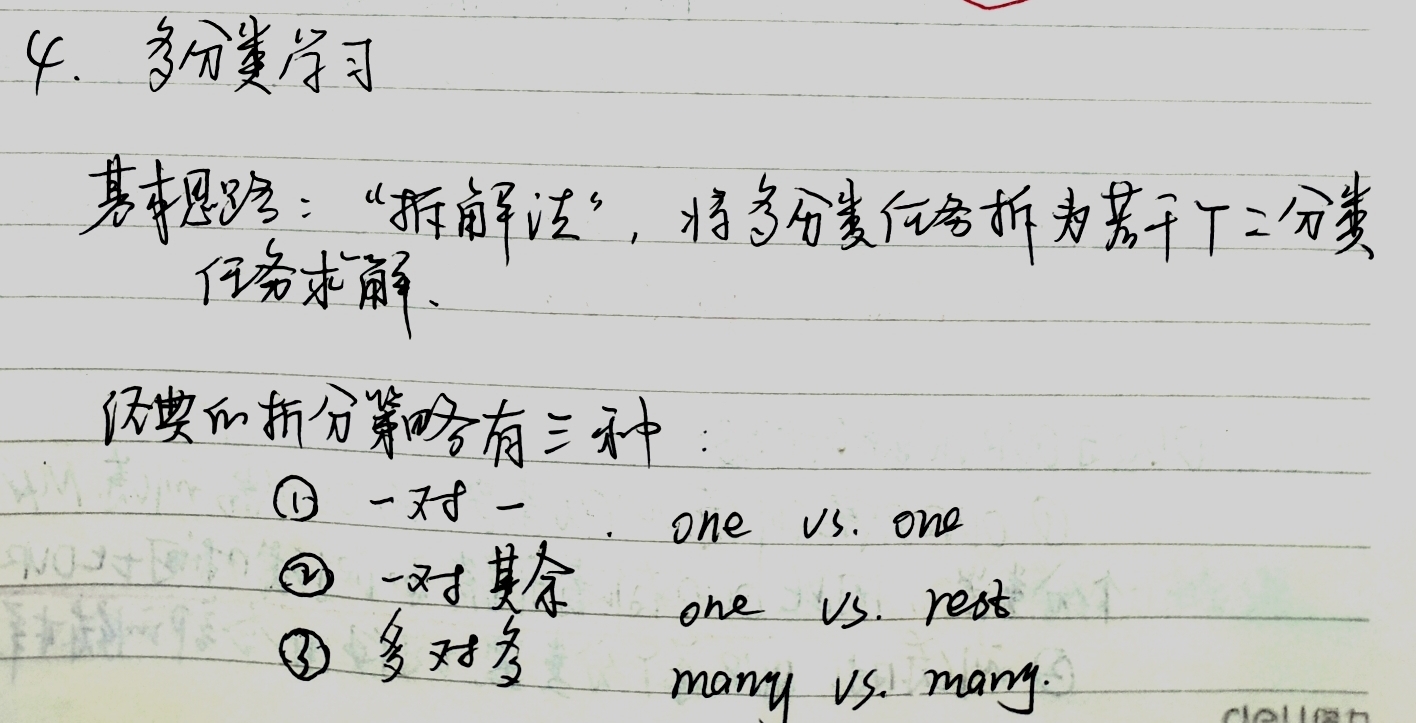 4. 多分类学习
基本思路：“拆解法”，将多分类任务拆为若干个二分类
任务求解、
经典的拆分策略有三种：
① 一对一. one vs. one
② 一对其余 one vs. rest
③ 多对多 many vs. many.
deli得力